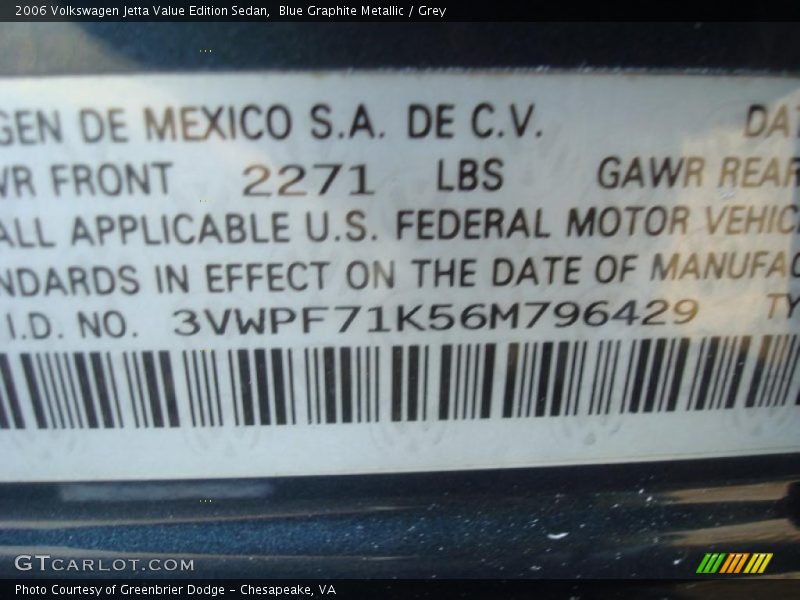 2006 Volkswagen Jetta Value Edition Sedan, Blue Graphite Metallic / Grey
GEN DE MEXICO S.A. DE C.V. DAT
WR FRONT 2271 LBS GAWR REAR
ALL APPLICABLE U.S. FEDERAL MOTOR VEHIC
NDARDS IN EFFECT ON THE DATE OF MANUFAC
I.D. NO. 3VWPF71K56M796429 TY
GTCARLOT.COM
Photo Courtesy of Greenbrier Dodge - Chesapeake, VA